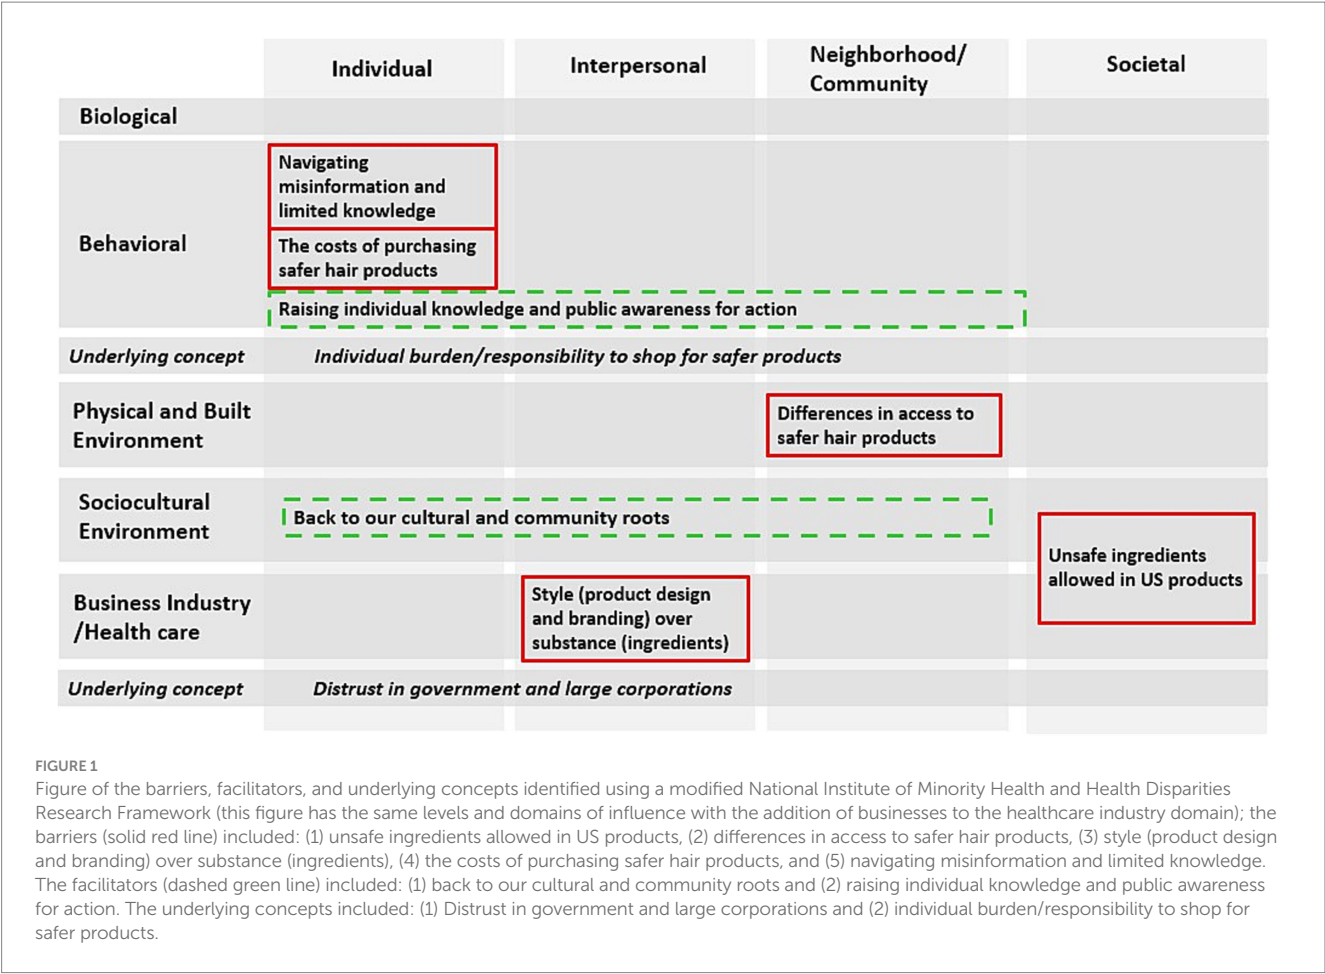 Individual
Interpersonal
Neighborhood/
Community
Societal
Biological
Behavioral
Navigating
misinformation and
limited knowledge
The costs of purchasing
safer hair products
Raising individual knowledge and public awareness for action
Underlying concept
Individual burden/responsibility to shop for safer products
Physical and Built
Environment
Differences in access to
safer hair products
Sociocultural
Environment
Back to our cultural and community roots
Unsafe ingredients
allowed in US products
Business Industry
/Health care
Style (product design
and branding) over
substance (ingredients)
Underlying concept
Distrust in government and large corporations
FIGURE 1
Figure of the barriers, facilitators, and underlying concepts identified using a modified National Institute of Minority Health and Health Disparities
Research Framework (this figure has the same levels and domains of influence with the addition of businesses to the healthcare industry domain); the
barriers (solid red line) included: (1) unsafe ingredients allowed in US products, (2) differences in access to safer hair products, (3) style (product design
and branding) over substance (ingredients), (4) the costs of purchasing safer hair products, and (5) navigating misinformation and limited knowledge.
The facilitators (dashed green line) included: (1) back to our cultural and community roots and (2) raising individual knowledge and public awareness
for action. The underlying concepts included: (1) Distrust in government and large corporations and (2) individual burden/responsibility to shop for
safer products.